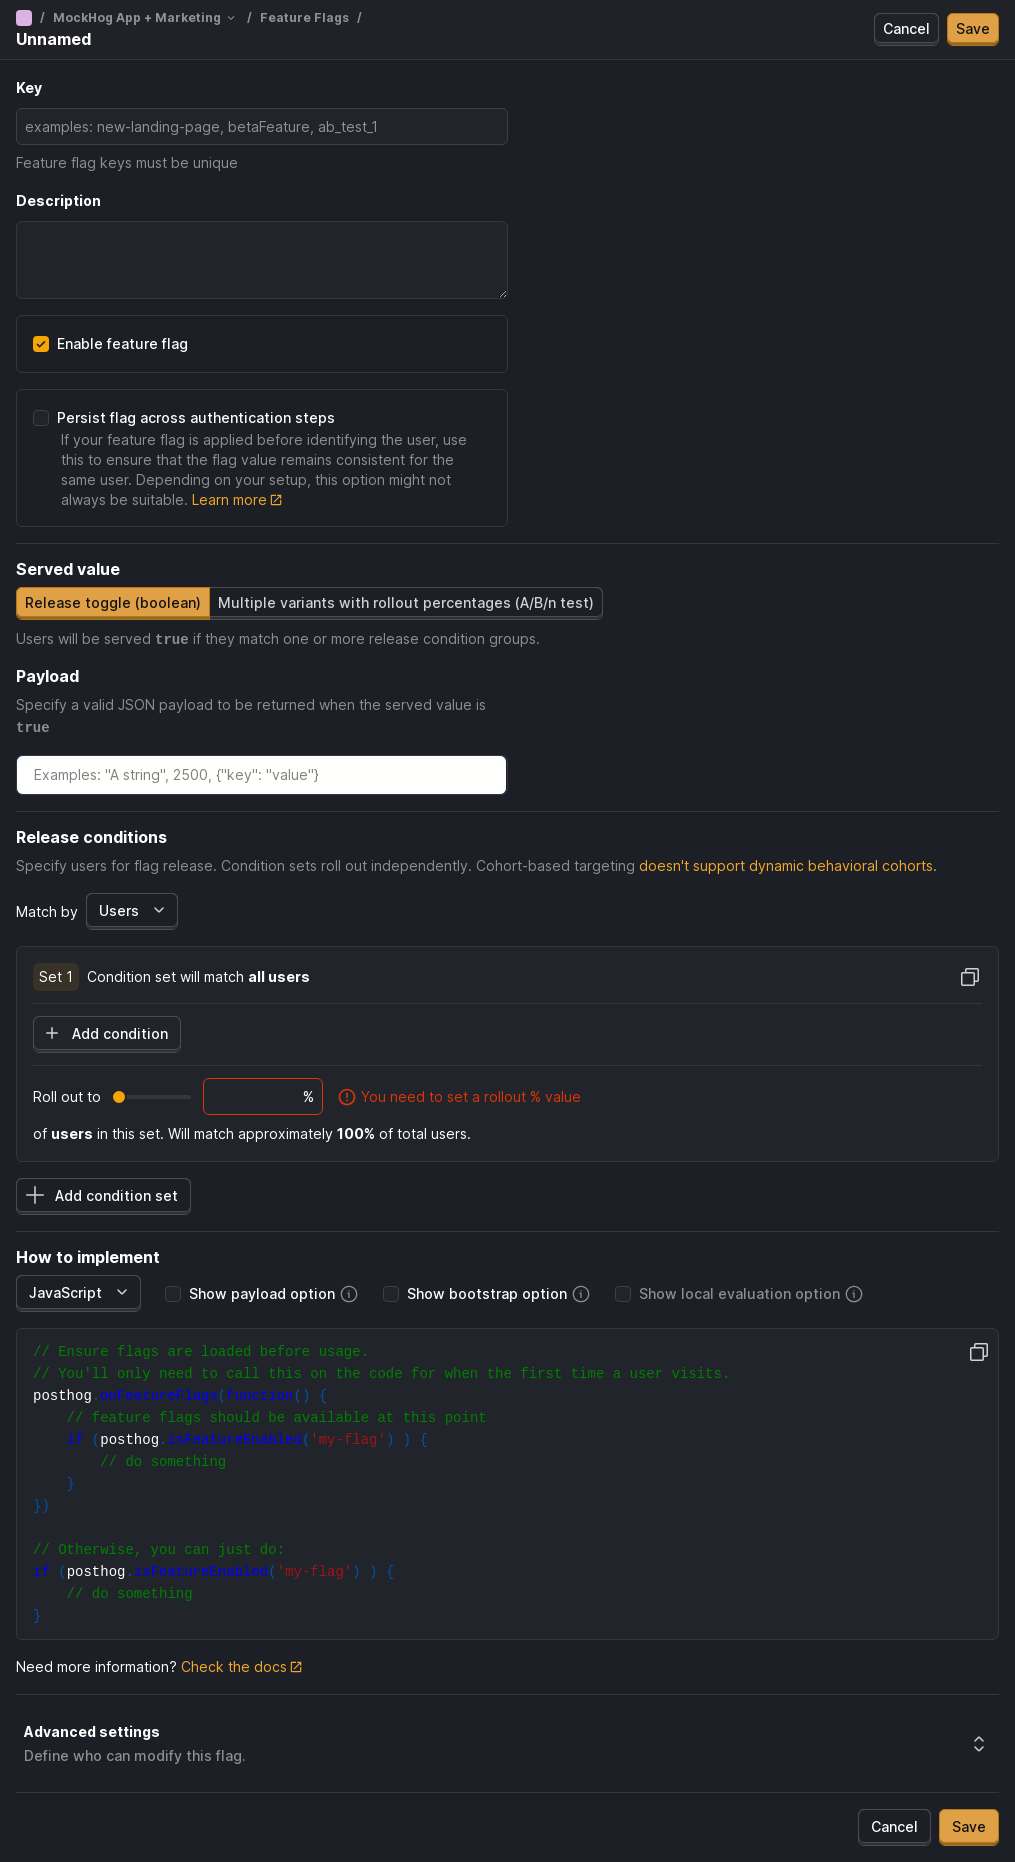 / MockHog App + Marketing / Feature Flags /
Unnamed
Cancel
Save
Key
examples: new-landing-page, betaFeature, ab_test_1
Feature flag keys must be unique
Description
Enable feature flag
Persist flag across authentication steps
If your feature flag is applied before identifying the user, use
this to ensure that the flag value remains consistent for the
same user. Depending on your setup, this option might not
always be suitable. Learn more
Served value
Release toggle (boolean)
Multiple variants with rollout percentages (A/B/n test)
Users will be served true if they match one or more release condition groups.
Payload
Specify a valid JSON payload to be returned when the served value is
true
Examples: "A string", 2500, {"key": "value"}
Release conditions
Specify users for flag release. Condition sets roll out independently. Cohort-based targeting doesn't support dynamic behavioral cohorts.
Match by Users
Set 1 Condition set will match all users
Add condition
Roll out to % You need to set a rollout % value
of users in this set. Will match approximately 100% of total users.
Add condition set
How to implement
JavaScript Show payload option Show bootstrap option Show local evaluation option
// Ensure flags are loaded before usage.
// You'll only need to call this on the code for when the first time a user visits.
posthog.onFeatureFlags(function() {
    // feature flags should be available at this point
    if (posthog.isFeatureEnabled('my-flag') ) {
        // do something
    }
})
// Otherwise, you can just do:
if (posthog.isFeatureEnabled('my-flag') ) {
    // do something
}
Need more information? Check the docs
Advanced settings
Define who can modify this flag.
Cancel
Save